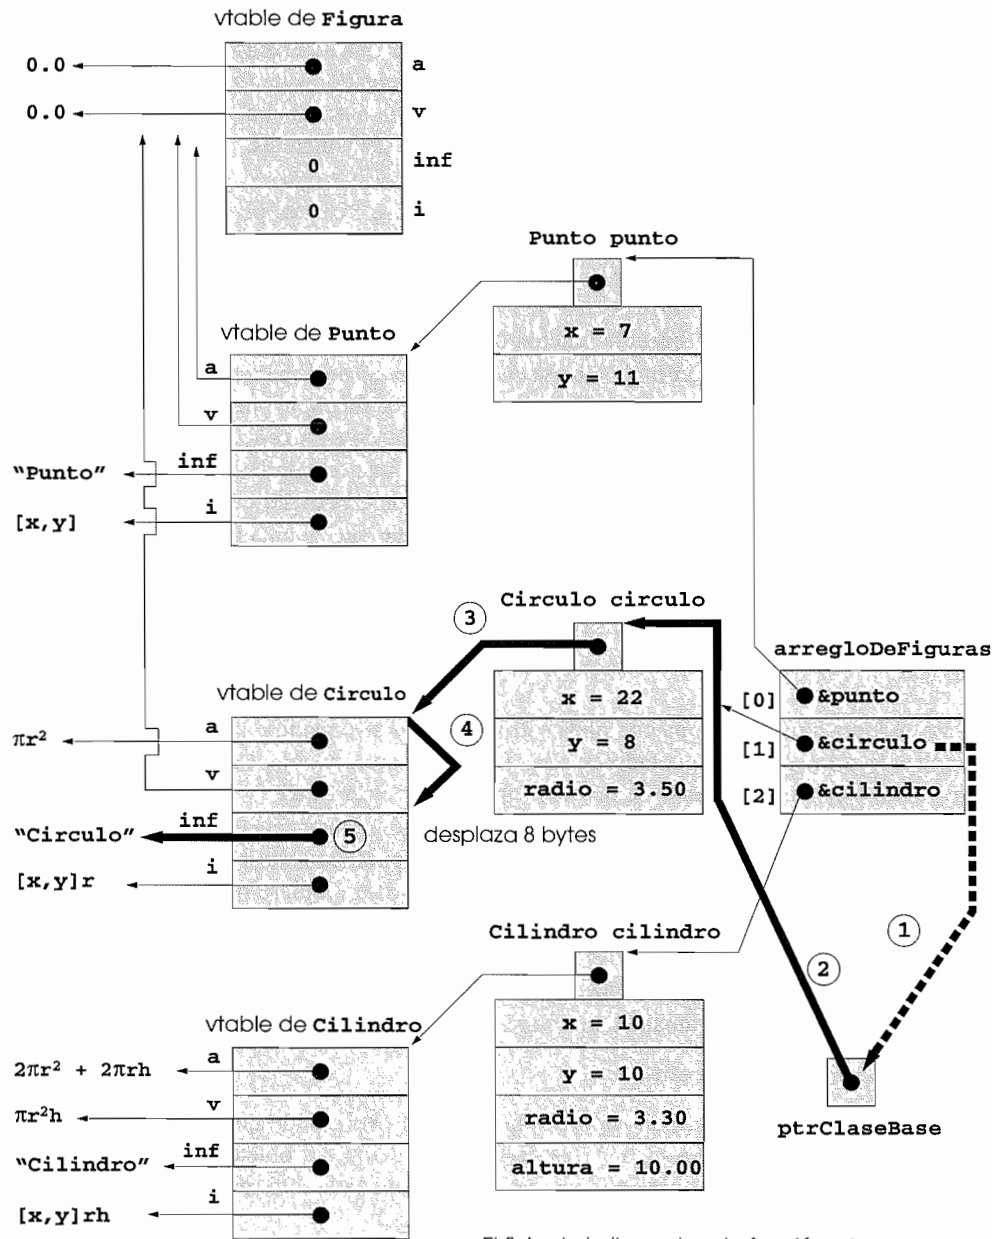 vtable de Figura
0.0
a
0.0
v
0
inf
0
i
Punto punto
x = 7
y = 11
vtable de Punto
a
v
"Punto"
inf
[x,y]
i
Circulo circulo
3
x = 22
y = 8
radio = 3.50
arregloDeFiguras
[0]
&punto
[1]
&circulo
[2]
&cilindro
vtable de Circulo
πr²
a
4
v
"Circulo"
inf
5
desplaza 8 bytes
[x,y]r
i
1
2
Cilindro cilindro
x = 10
y = 10
radio = 3.30
altura = 10.00
vtable de Cilindro
2πr² + 2πrh
a
πr²h
v
"Cilindro"
inf
[x,y]rh
i
ptrClaseBase